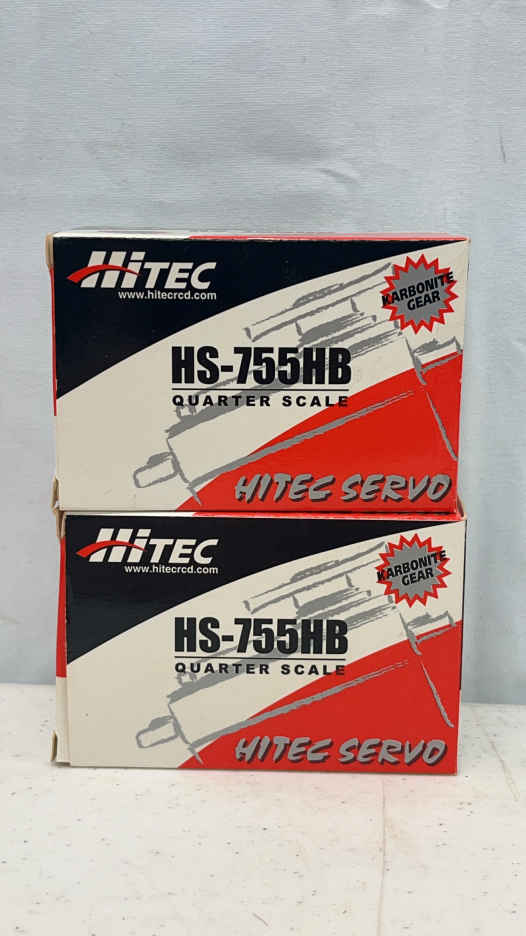 HiTEC
www.hitecrcd.com
KARBONITE
GEAR
HS-755HB
QUARTER SCALE
HITEC SERVO
HiTEC
www.hitecrcd.com
KARBONITE
GEAR
HS-755HB
QUARTER SCALE
HITEC SERVO